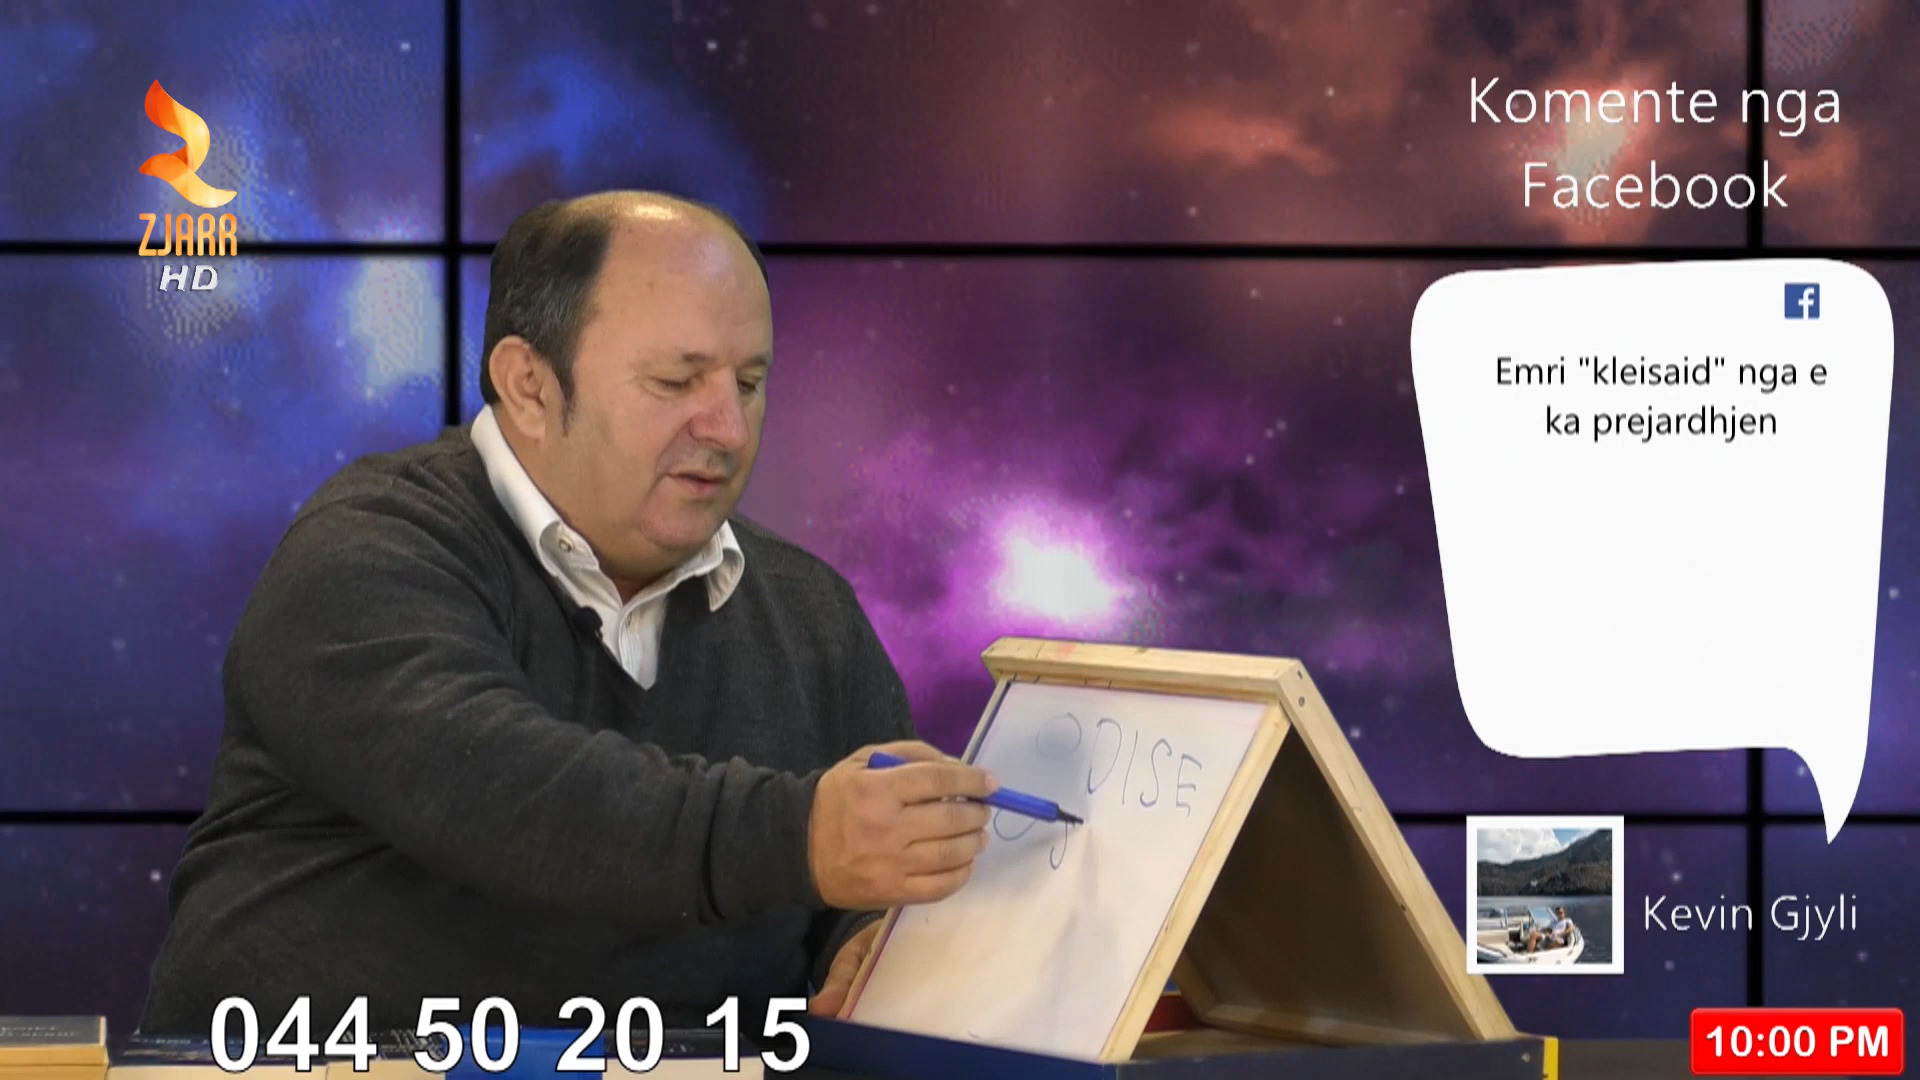 ZJARR
HD
Komente nga
Facebook
f
Emri "kleisaid" nga e
ka prejardhjen
ODISE
Kevin Gjyli
044 50 20 15
10:00 PM